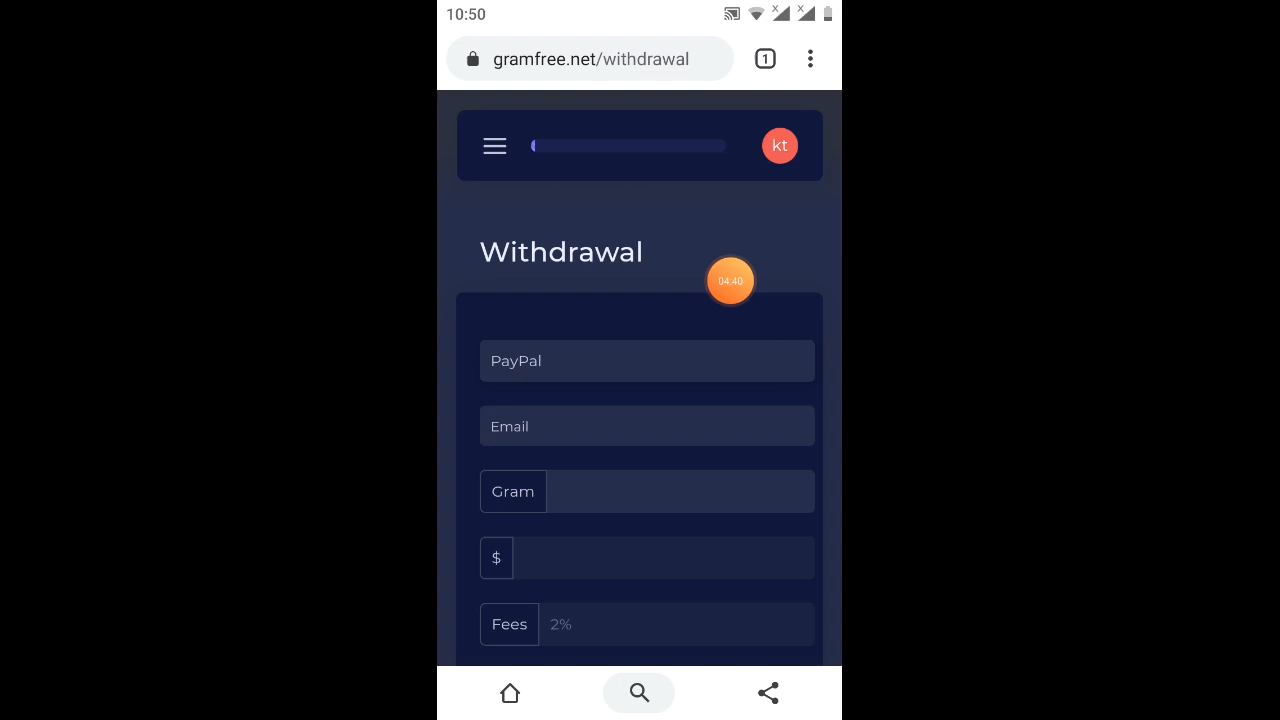 10:50
gramfree.net/withdrawal
1
kt
Withdrawal
04:40
PayPal
Email
Gram
$
Fees 2%